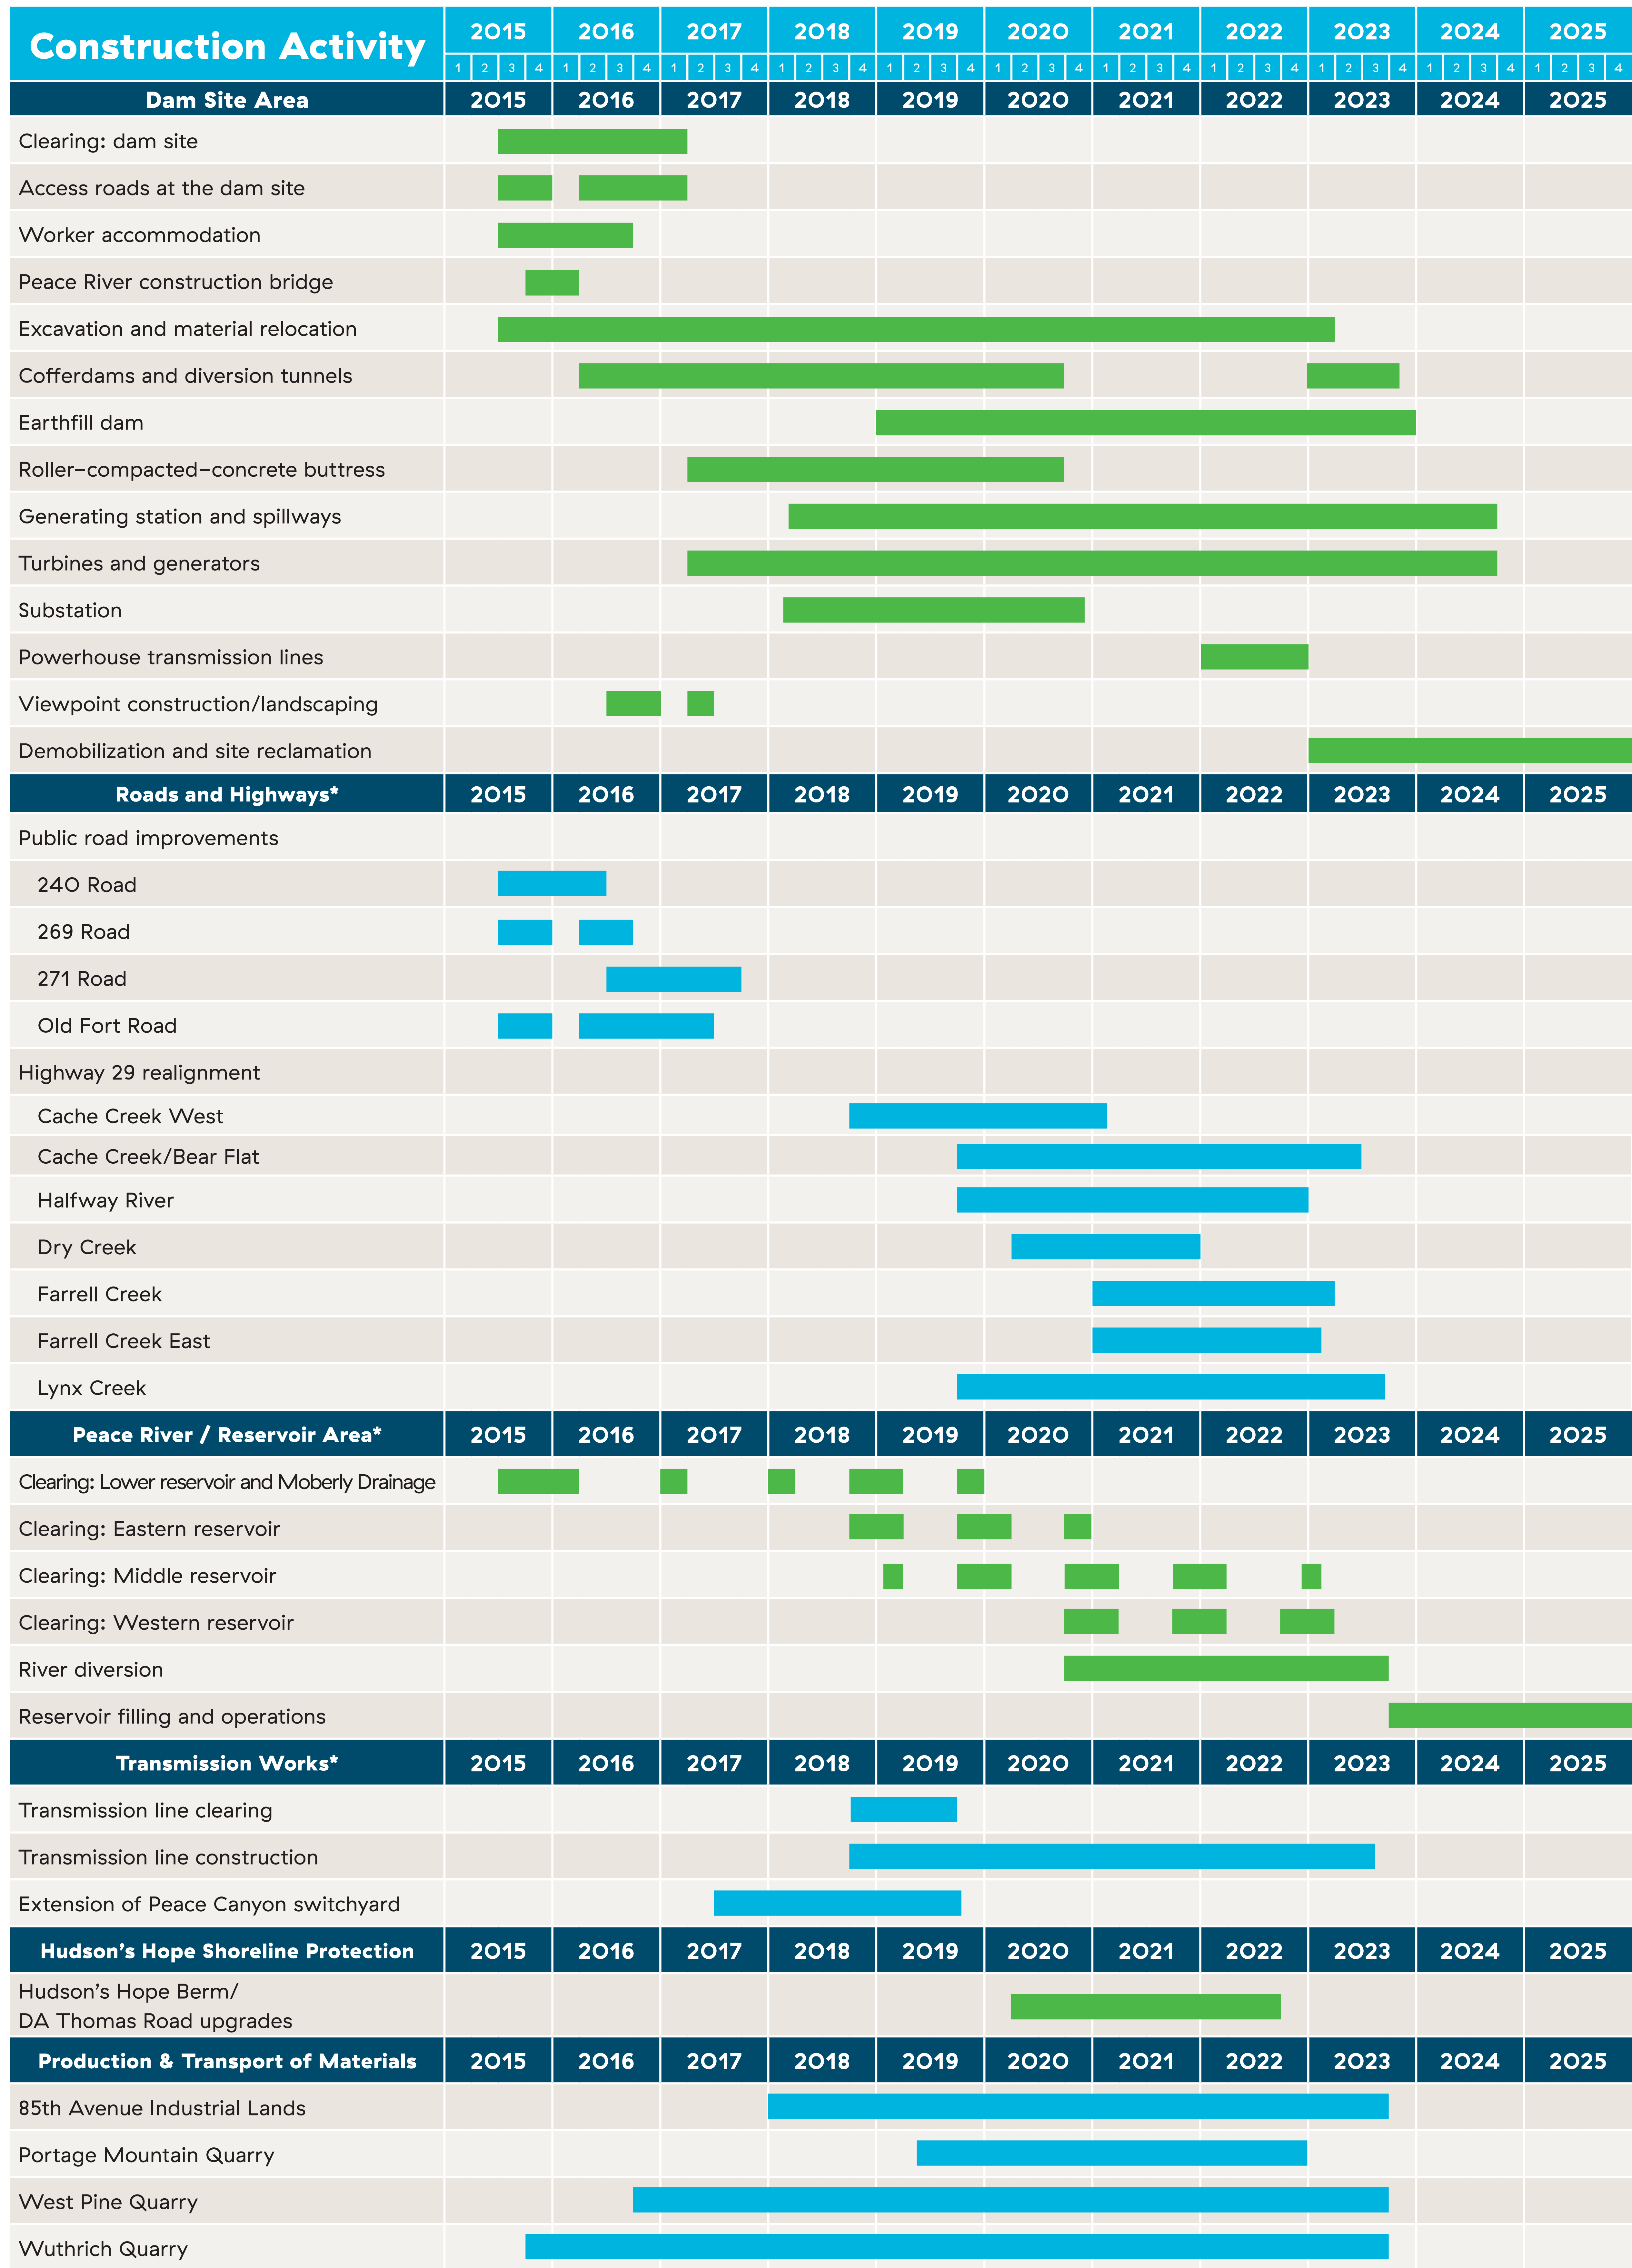 Construction Activity 2015 2016 2017 2018 2019 2020 2021 2022 2023 2024 2025
1 2 3 4 1 2 3 4 1 2 3 4 1 2 3 4 1 2 3 4 1 2 3 4 1 2 3 4 1 2 3 4 1 2 3 4 1 2 3 4 1 2 3 4
Dam Site Area 2015 2016 2017 2018 2019 2020 2021 2022 2023 2024 2025
Clearing: dam site
Access roads at the dam site
Worker accommodation
Peace River construction bridge
Excavation and material relocation
Cofferdams and diversion tunnels
Earthfill dam
Roller-compacted-concrete buttress
Generating station and spillways
Turbines and generators
Substation
Powerhouse transmission lines
Viewpoint construction/landscaping
Demobilization and site reclamation
Roads and Highways* 2015 2016 2017 2018 2019 2020 2021 2022 2023 2024 2025
Public road improvements
240 Road
269 Road
271 Road
Old Fort Road
Highway 29 realignment
Cache Creek West
Cache Creek/Bear Flat
Halfway River
Dry Creek
Farrell Creek
Farrell Creek East
Lynx Creek
Peace River / Reservoir Area* 2015 2016 2017 2018 2019 2020 2021 2022 2023 2024 2025
Clearing: Lower reservoir and Moberly Drainage
Clearing: Eastern reservoir
Clearing: Middle reservoir
Clearing: Western reservoir
River diversion
Reservoir filling and operations
Transmission Works* 2015 2016 2017 2018 2019 2020 2021 2022 2023 2024 2025
Transmission line clearing
Transmission line construction
Extension of Peace Canyon switchyard
Hudson's Hope Shoreline Protection 2015 2016 2017 2018 2019 2020 2021 2022 2023 2024 2025
Hudson's Hope Berm/
DA Thomas Road upgrades
Production & Transport of Materials 2015 2016 2017 2018 2019 2020 2021 2022 2023 2024 2025
85th Avenue Industrial Lands
Portage Mountain Quarry
West Pine Quarry
Wuthrich Quarry